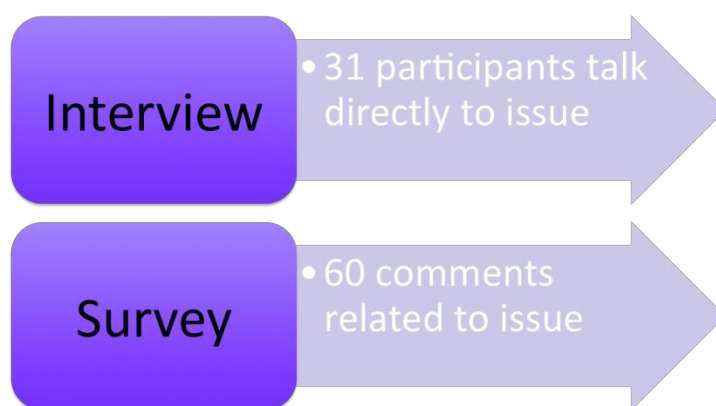 Interview
• 31 participants talk
directly to issue
Survey
• 60 comments
related to issue